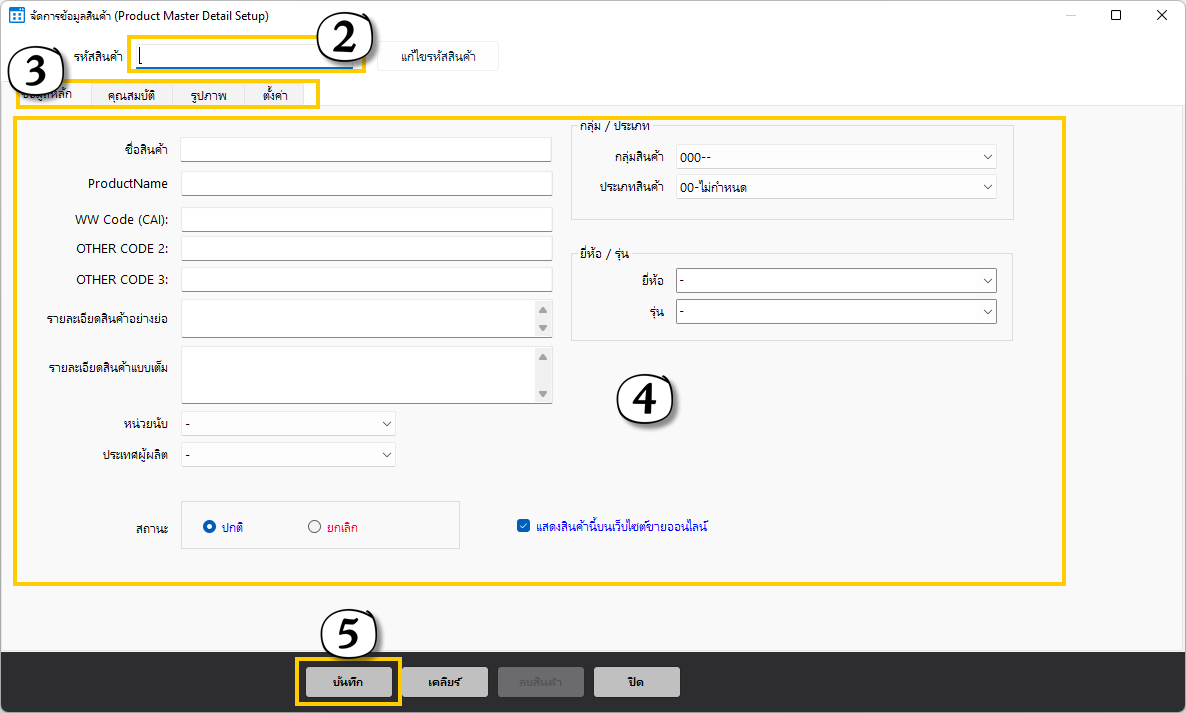 จัดการข้อมูลสินค้า (Product Master Detail Setup)
2
3
รหัสสินค้า
แก้ไขรหัสสินค้า
ข้อมูลหลัก คุณสมบัติ รูปภาพ ตั้งค่า
กลุ่ม / ประเภท
ชื่อสินค้า
กลุ่มสินค้า 000--
ProductName
ประเภทสินค้า 00-ไม่กำหนด
WW Code (CAI):
OTHER CODE 2:
ยี่ห้อ / รุ่น
OTHER CODE 3:
ยี่ห้อ -
รายละเอียดสินค้าอย่างย่อ
รุ่น -
รายละเอียดสินค้าแบบเต็ม
4
หน่วยนับ -
ประเทศผู้ผลิต -
สถานะ ปกติ ยกเลิก แสดงสินค้านี้บนเว็บไซต์ขายออนไลน์
5
บันทึก เคลียร์ ลบสินค้า ปิด